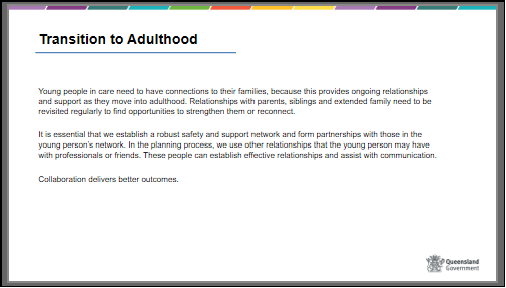 Transition to Adulthood
Young people in care need to have connections to their families, because this provides ongoing relationships
and support as they move into adulthood. Relationships with parents, siblings and extended family need to be
revisited regularly to find opportunities to strengthen them or reconnect.
It is essential that we establish a robust safety and support network and form partnerships with those in the
young person's network. In the planning process, we use other relationships that the young person may have
with professionals or friends. These people can establish effective relationships and assist with communication.
Collaboration delivers better outcomes.
Queensland
Government